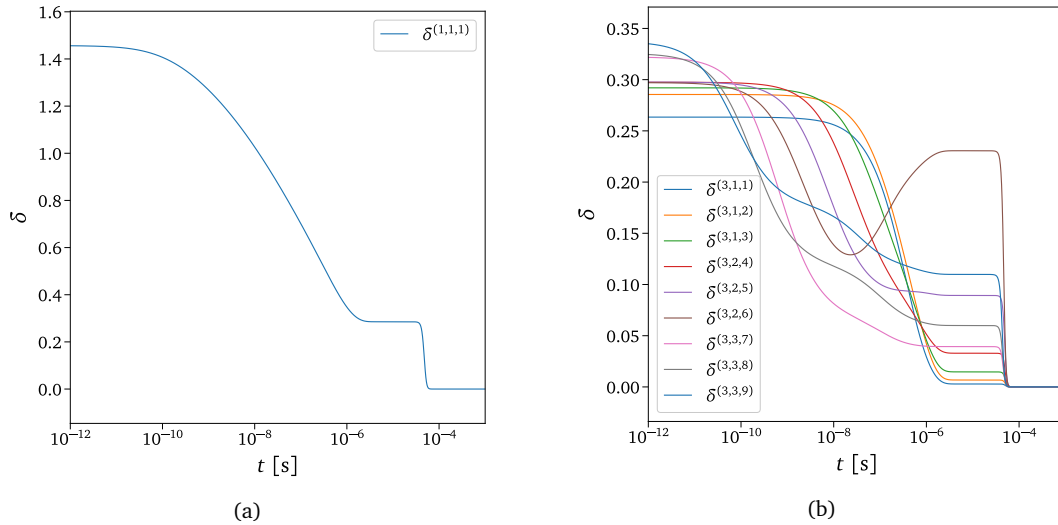 1.6
1.4
1.2
1.0
0.8
0.6
0.4
0.2
0.0
δ
δ^(1,1,1)
10^−12
10^−10
10^−8
10^−6
10^−4
t [s]
(a)
0.35
0.30
0.25
0.20
0.15
0.10
0.05
0.00
δ
δ^(3,1,1)
δ^(3,1,2)
δ^(3,1,3)
δ^(3,2,4)
δ^(3,2,5)
δ^(3,2,6)
δ^(3,3,7)
δ^(3,3,8)
δ^(3,3,9)
10^−12
10^−10
10^−8
10^−6
10^−4
t [s]
(b)